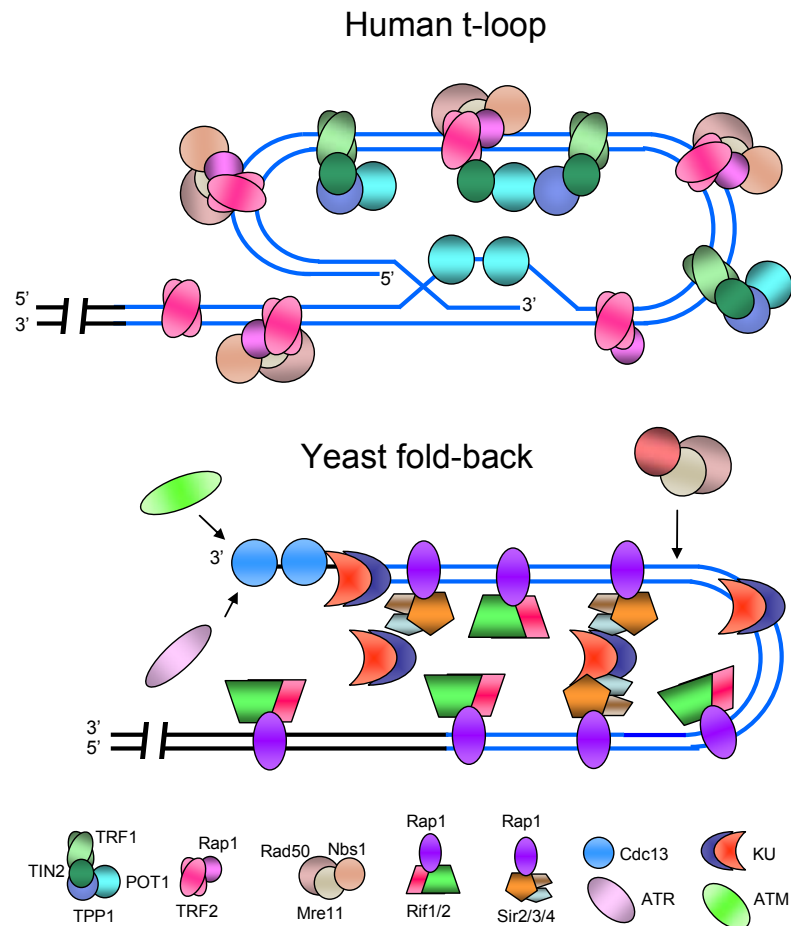 Human t-loop
5’
3’
5’
3’
Yeast fold-back
3’
3’
5’
TRF1
TIN2
POT1
TPP1
Rap1
TRF2
Rad50
Nbs1
Mre11
Rap1
Rif1/2
Rap1
Sir2/3/4
Cdc13
KU
ATR
ATM